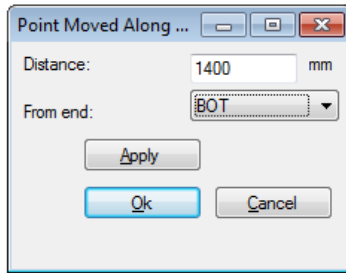 Point Moved Along ...
Distance: 1400 mm
From end: BOT
Apply
Ok Cancel